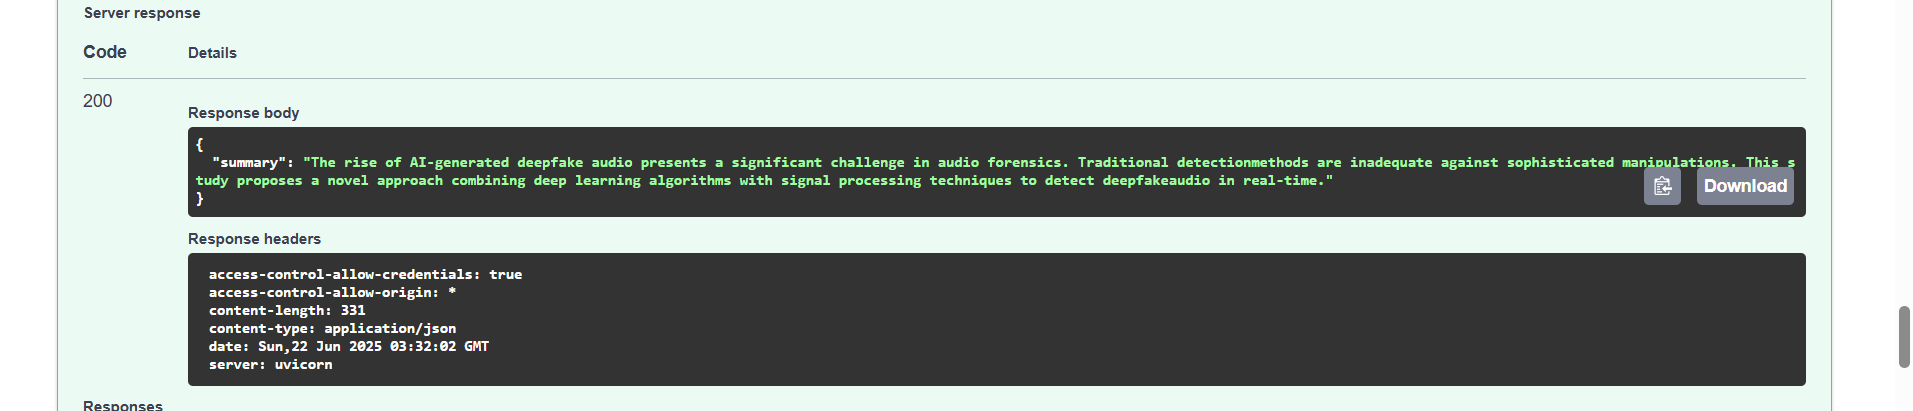 Server response
Code Details
200
Response body
{
"summary": "The rise of AI-generated deepfake audio presents a significant challenge in audio forensics. Traditional detectionmethods are inadequate against sophisticated manipulations. This s
tudy proposes a novel approach combining deep learning algorithms with signal processing techniques to detect deepfakeaudio in real-time."
}
Download
Response headers
access-control-allow-credentials: true
access-control-allow-origin: *
content-length: 331
content-type: application/json
date: Sun,22 Jun 2025 03:32:02 GMT
server: uvicorn
Responses